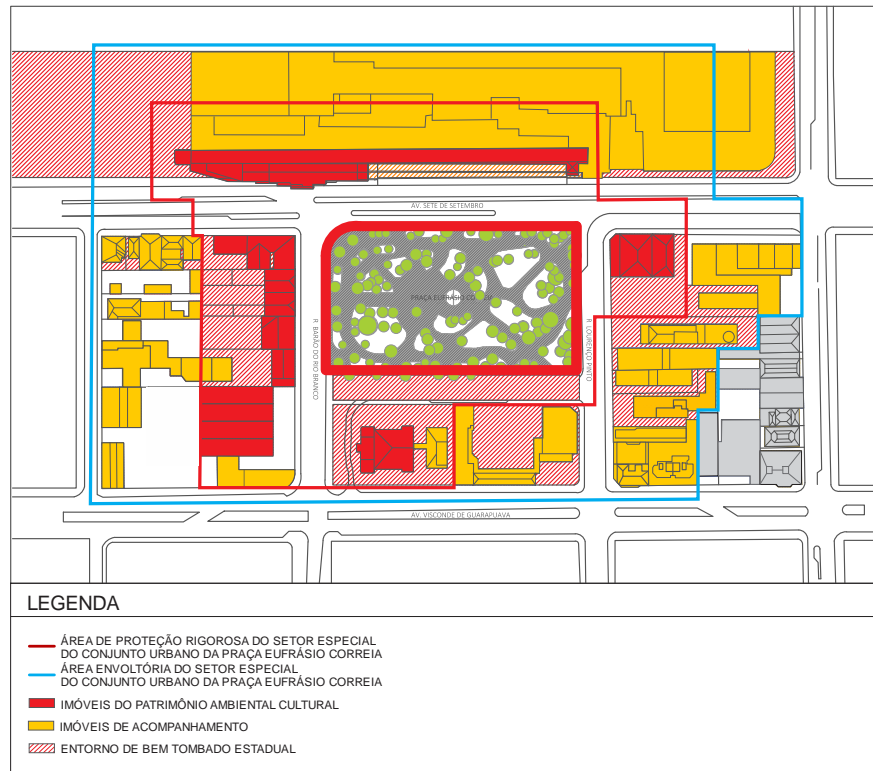 AV. SETE DE SETEMBRO
PRAÇA EUFRÁSIO
R. BARÃO DO RIO BRANCO
R. LOURENÇO PINTO
AV. VISCONDE DE GUARAPUAVA
LEGENDA
ÁREA DE PROTEÇÃO RIGOROSA DO SETOR ESPECIAL
DO CONJUNTO URBANO DA PRAÇA EUFRÁSIO CORREIA
ÁREA ENVOLTÓRIA DO SETOR ESPECIAL
DO CONJUNTO URBANO DA PRAÇA EUFRÁSIO CORREIA
IMÓVEIS DO PATRIMÔNIO AMBIENTAL CULTURAL
IMÓVEIS DE ACOMPANHAMENTO
ENTORNO DE BEM TOMBADO ESTADUAL